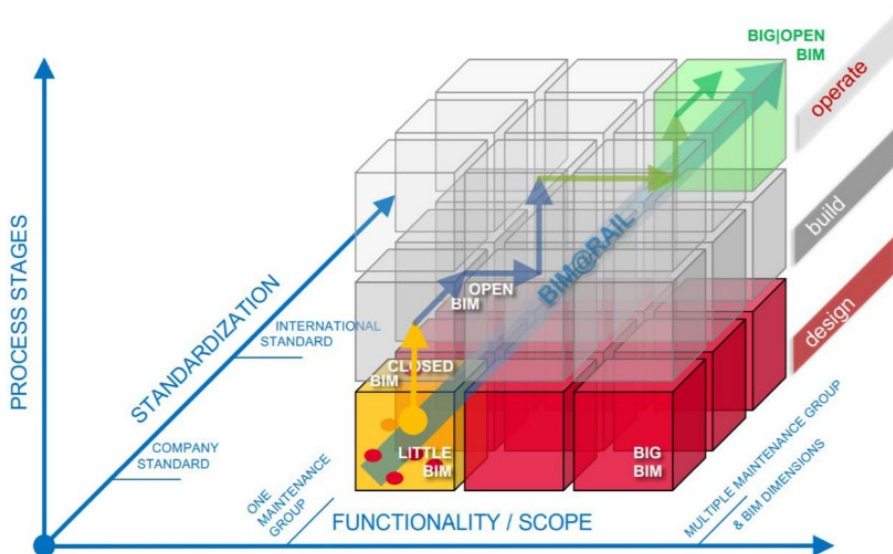 BIG|OPEN
BIM
operate
build
design
PROCESS STAGES
STANDARDIZATION
INTERNATIONAL
STANDARD
COMPANY
STANDARD
BIM@RAIL
OPEN
BIM
CLOSED
BIM
LITTLE
BIM
BIG
BIM
ONE
MAINTENANCE
GROUP
FUNCTIONALITY / SCOPE
MULTIPLE MAINTENANCE GROUP
& BIM DIMENSIONS